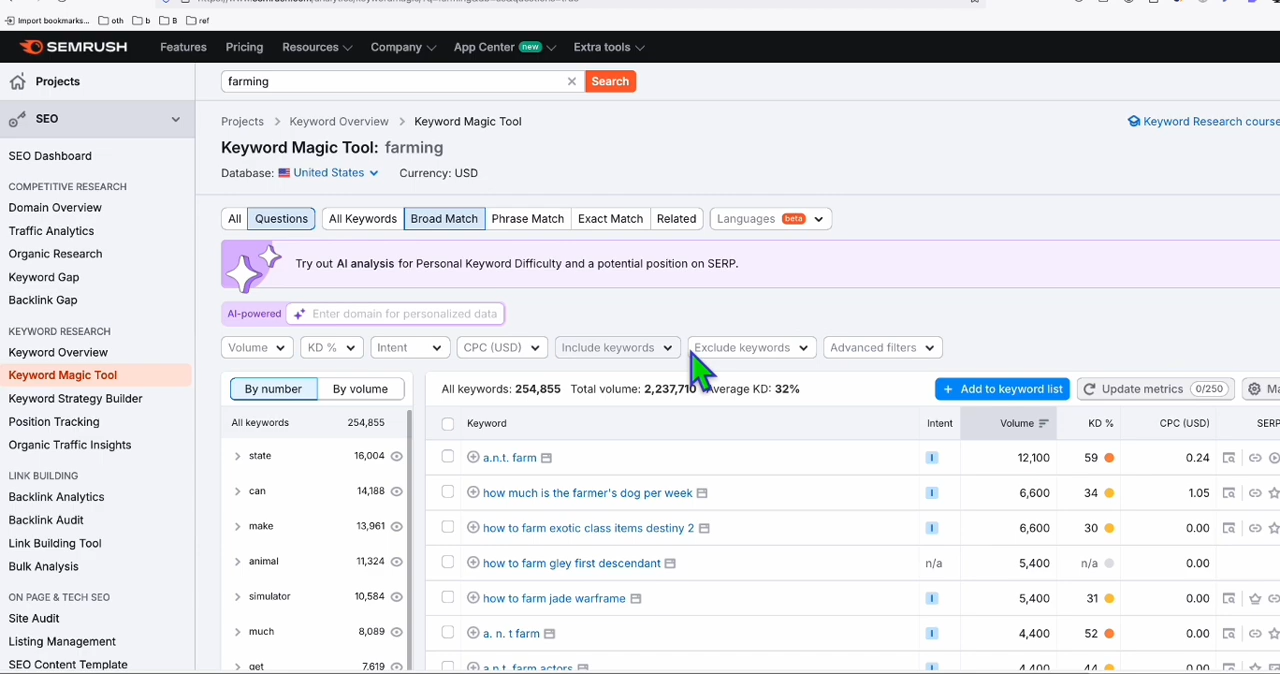 Import bookmarks... oth b B ref
SEMRUSH Features Pricing Resources Company App Center new Extra tools
Projects
farming Search
SEO
Projects Keyword Overview Keyword Magic Tool
Keyword Research course
Keyword Magic Tool: farming
Database: United States Currency: USD
SEO Dashboard
COMPETITIVE RESEARCH
Domain Overview
Traffic Analytics
Organic Research
Keyword Gap
Backlink Gap
KEYWORD RESEARCH
Keyword Overview
Keyword Magic Tool
Keyword Strategy Builder
Position Tracking
Organic Traffic Insights
LINK BUILDING
Backlink Analytics
Backlink Audit
Link Building Tool
Bulk Analysis
ON PAGE & TECH SEO
Site Audit
Listing Management
SEO Content Template
All Questions All Keywords Broad Match Phrase Match Exact Match Related Languages beta
Try out AI analysis for Personal Keyword Difficulty and a potential position on SERP.
AI-powered Enter domain for personalized data
Volume KD % Intent CPC (USD) Include keywords Exclude keywords Advanced filters
By number By volume
All keywords: 254,855 Total volume: 2,237,710 Average KD: 32%
+ Add to keyword list Update metrics 0/250 Ma
All keywords 254,855
Keyword Intent Volume KD % CPC (USD) SERP
state 16,004
can 14,188
make 13,961
animal 11,324
simulator 10,584
much 8,089
get 7,619
a.n.t. farm I 12,100 59 0.24
how much is the farmer's dog per week I 6,600 34 1.05
how to farm exotic class items destiny 2 I 6,600 30 0.00
how to farm gley first descendant n/a 5,400 n/a 0.00
how to farm jade warframe I 5,400 31 0.00
a. n. t farm I 4,400 52 0.00
a.n.t. farm actors I 4,400 44 0.00